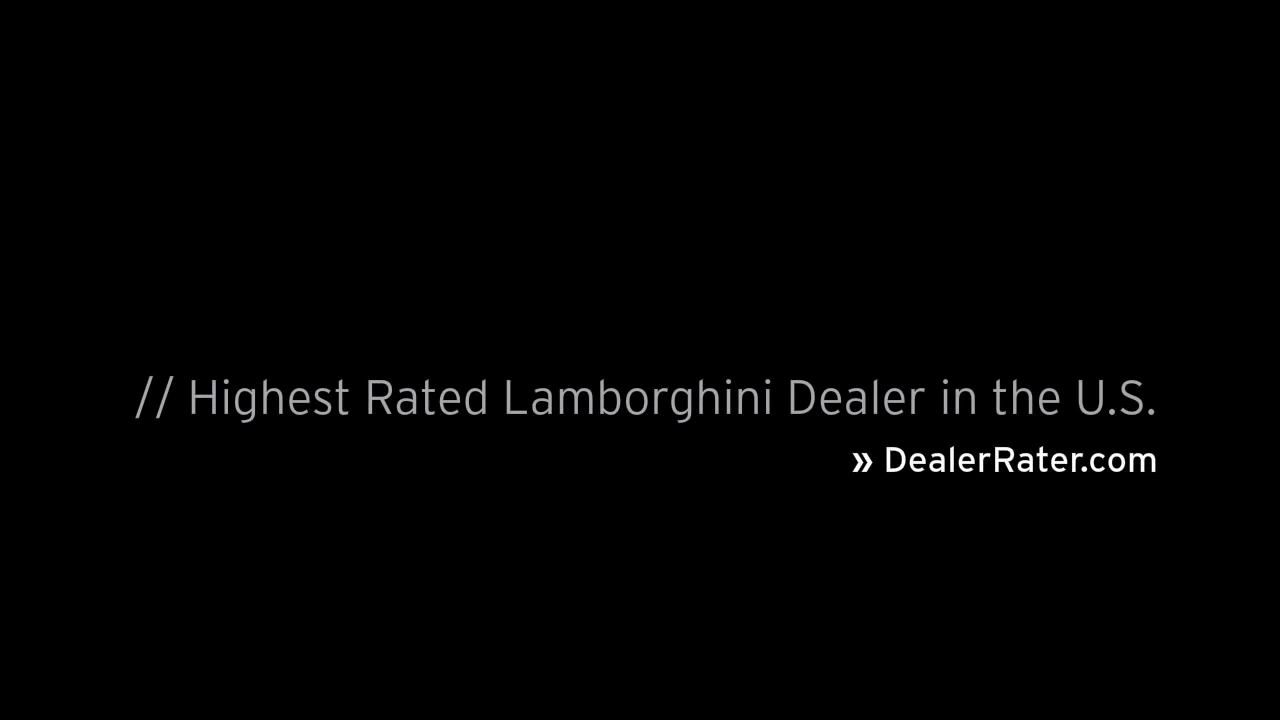 // Highest Rated Lamborghini Dealer in the U.S.
» DealerRater.com